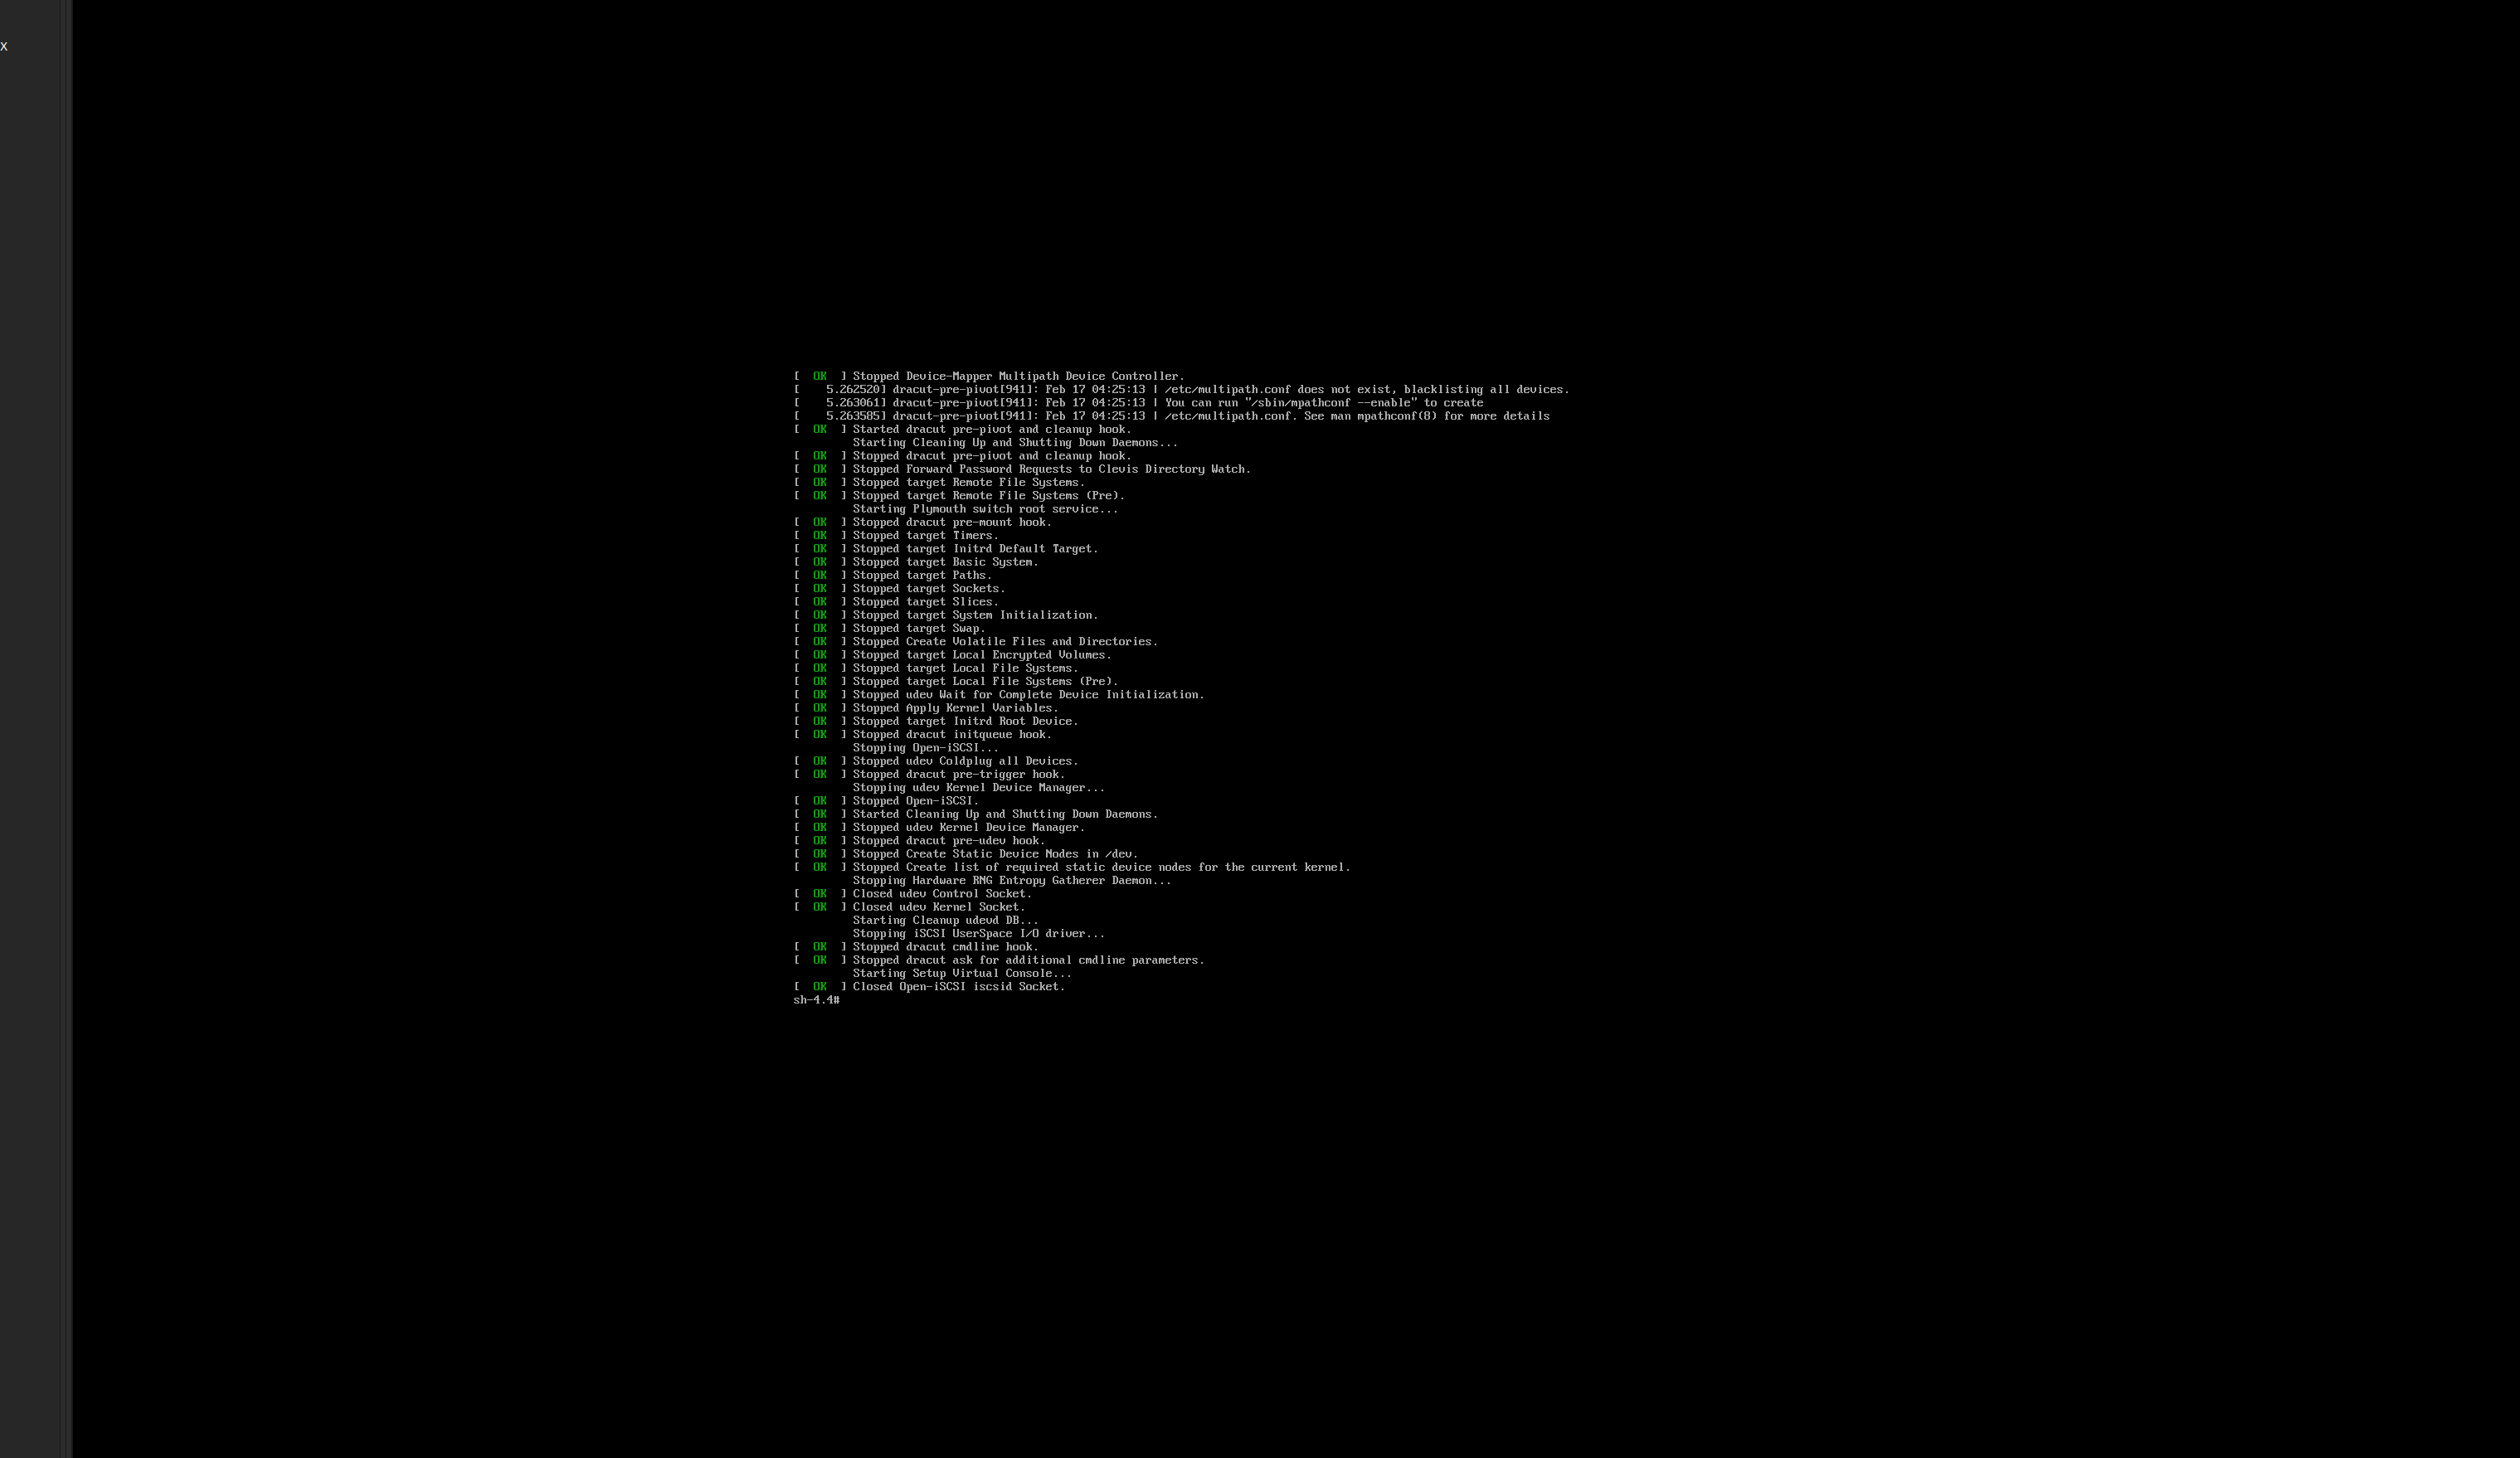 x
[  OK  ] Stopped Device-Mapper Multipath Device Controller.
[    5.262520] dracut-pre-pivot[941]: Feb 17 04:25:13 | /etc/multipath.conf does not exist, blacklisting all devices.
[    5.263061] dracut-pre-pivot[941]: Feb 17 04:25:13 | You can run "/sbin/mpathconf --enable" to create
[    5.263585] dracut-pre-pivot[941]: Feb 17 04:25:13 | /etc/multipath.conf. See man mpathconf(8) for more details
[  OK  ] Started dracut pre-pivot and cleanup hook.
         Starting Cleaning Up and Shutting Down Daemons...
[  OK  ] Stopped dracut pre-pivot and cleanup hook.
[  OK  ] Stopped Forward Password Requests to Clevis Directory Watch.
[  OK  ] Stopped target Remote File Systems.
[  OK  ] Stopped target Remote File Systems (Pre).
         Starting Plymouth switch root service...
[  OK  ] Stopped dracut pre-mount hook.
[  OK  ] Stopped target Timers.
[  OK  ] Stopped target Initrd Default Target.
[  OK  ] Stopped target Basic System.
[  OK  ] Stopped target Paths.
[  OK  ] Stopped target Sockets.
[  OK  ] Stopped target Slices.
[  OK  ] Stopped target System Initialization.
[  OK  ] Stopped target Swap.
[  OK  ] Stopped Create Volatile Files and Directories.
[  OK  ] Stopped target Local Encrypted Volumes.
[  OK  ] Stopped target Local File Systems.
[  OK  ] Stopped target Local File Systems (Pre).
[  OK  ] Stopped udev Wait for Complete Device Initialization.
[  OK  ] Stopped Apply Kernel Variables.
[  OK  ] Stopped target Initrd Root Device.
[  OK  ] Stopped dracut initqueue hook.
         Stopping Open-iSCSI...
[  OK  ] Stopped udev Coldplug all Devices.
[  OK  ] Stopped dracut pre-trigger hook.
         Stopping udev Kernel Device Manager...
[  OK  ] Stopped Open-iSCSI.
[  OK  ] Started Cleaning Up and Shutting Down Daemons.
[  OK  ] Stopped udev Kernel Device Manager.
[  OK  ] Stopped dracut pre-udev hook.
[  OK  ] Stopped Create Static Device Nodes in /dev.
[  OK  ] Stopped Create list of required static device nodes for the current kernel.
         Stopping Hardware RNG Entropy Gatherer Daemon...
[  OK  ] Closed udev Control Socket.
[  OK  ] Closed udev Kernel Socket.
         Starting Cleanup udevd DB...
         Stopping iSCSI UserSpace I/O driver...
[  OK  ] Stopped dracut cmdline hook.
[  OK  ] Stopped dracut ask for additional cmdline parameters.
         Starting Setup Virtual Console...
[  OK  ] Closed Open-iSCSI iscsid Socket.
sh-4.4#